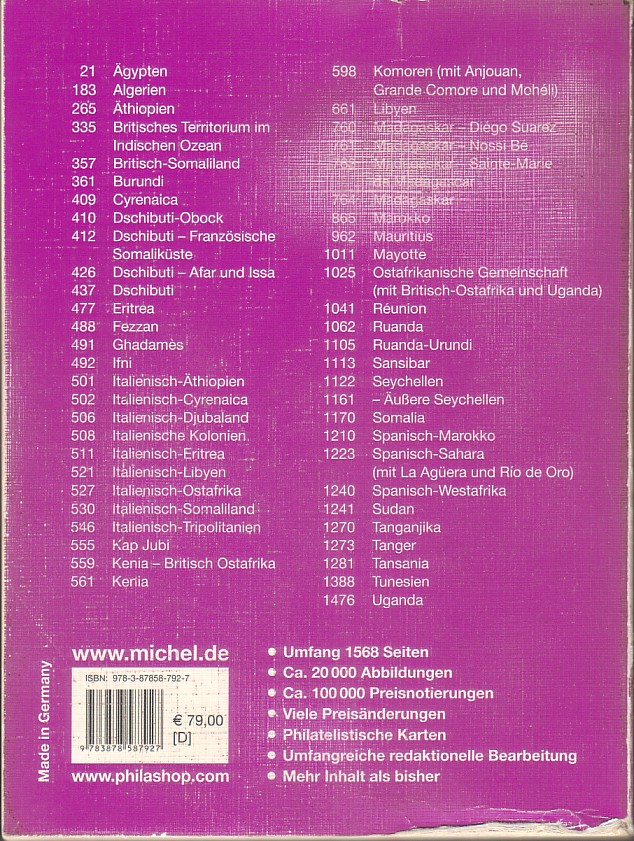 21 Ägypten
183 Algerien
265 Äthiopien
335 Britisches Territorium im
Indischen Ozean
357 Britisch-Somaliland
361 Burundi
409 Cyrenaica
410 Dschibuti-Obock
412 Dschibuti – Französische
Somaliküste
426 Dschibuti – Afar und Issa
437 Dschibuti
477 Eritrea
488 Fezzan
491 Ghadamès
492 Ifni
501 Italienisch-Äthiopien
502 Italienisch-Cyrenaica
506 Italienisch-Djubaland
508 Italienische Kolonien
511 Italienisch-Eritrea
521 Italienisch-Libyen
527 Italienisch-Ostafrika
530 Italienisch-Somaliland
546 Italienisch-Tripolitanien
555 Kap Jubi
559 Kenia – Britisch Ostafrika
561 Kenia
598 Komoren (mit Anjouan,
Grande Comore und Mohéli)
661 Libyen
760 Madagaskar – Diégo Suarez
761 Madagaskar – Nossi Bé
763 Madagaskar – Sainte-Marie
de Madagascar
764 Madagaskar
865 Marokko
962 Mauritius
1011 Mayotte
1025 Ostafrikanische Gemeinschaft
(mit Britisch-Ostafrika und Uganda)
1041 Réunion
1062 Ruanda
1105 Ruanda-Urundi
1113 Sansibar
1122 Seychellen
1161 – Äußere Seychellen
1170 Somalia
1210 Spanisch-Marokko
1223 Spanisch-Sahara
(mit La Agüera und Río de Oro)
1240 Spanisch-Westafrika
1241 Sudan
1270 Tanganjika
1273 Tanger
1281 Tansania
1388 Tunesien
1476 Uganda
Made in Germany
www.michel.de
ISBN: 978-3-87858-792-7
€ 79,00
[D]
9 783878 587927
www.philashop.com
• Umfang 1568 Seiten
• Ca. 20 000 Abbildungen
• Ca. 100 000 Preisnotierungen
• Viele Preisänderungen
• Philatelistische Karten
• Umfangreiche redaktionelle Bearbeitung
• Mehr Inhalt als bisher